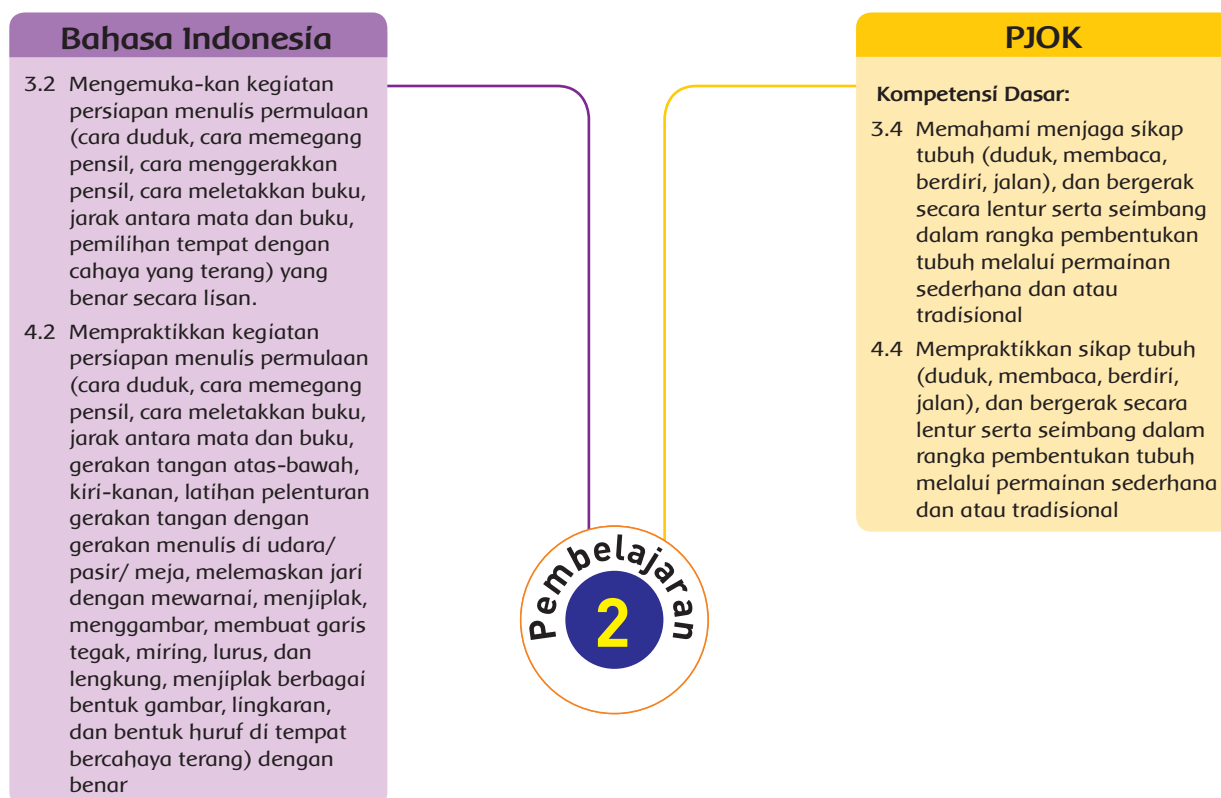 Bahasa Indonesia
3.2 Mengemuka-kan kegiatan
persiapan menulis permulaan
(cara duduk, cara memegang
pensil, cara menggerakkan
pensil, cara meletakkan buku,
jarak antara mata dan buku,
pemilihan tempat dengan
cahaya yang terang) yang
benar secara lisan.
4.2 Mempraktikkan kegiatan
persiapan menulis permulaan
(cara duduk, cara memegang
pensil, cara meletakkan buku,
jarak antara mata dan buku,
gerakan tangan atas-bawah,
kiri-kanan, latihan pelenturan
gerakan tangan dengan
gerakan menulis di udara/
pasir/ meja, melemaskan jari
dengan mewarnai, menjiplak,
menggambar, membuat garis
tegak, miring, lurus, dan
lengkung, menjiplak berbagai
bentuk gambar, lingkaran,
dan bentuk huruf di tempat
bercahaya terang) dengan
benar
PJOK
Kompetensi Dasar:
3.4 Memahami menjaga sikap
tubuh (duduk, membaca,
berdiri, jalan), dan bergerak
secara lentur serta seimbang
dalam rangka pembentukan
tubuh melalui permainan
sederhana dan atau
tradisional
4.4 Mempraktikkan sikap tubuh
(duduk, membaca, berdiri,
jalan), dan bergerak secara
lentur serta seimbang dalam
rangka pembentukan tubuh
melalui permainan sederhana
dan atau tradisional
Pembelajaran
2